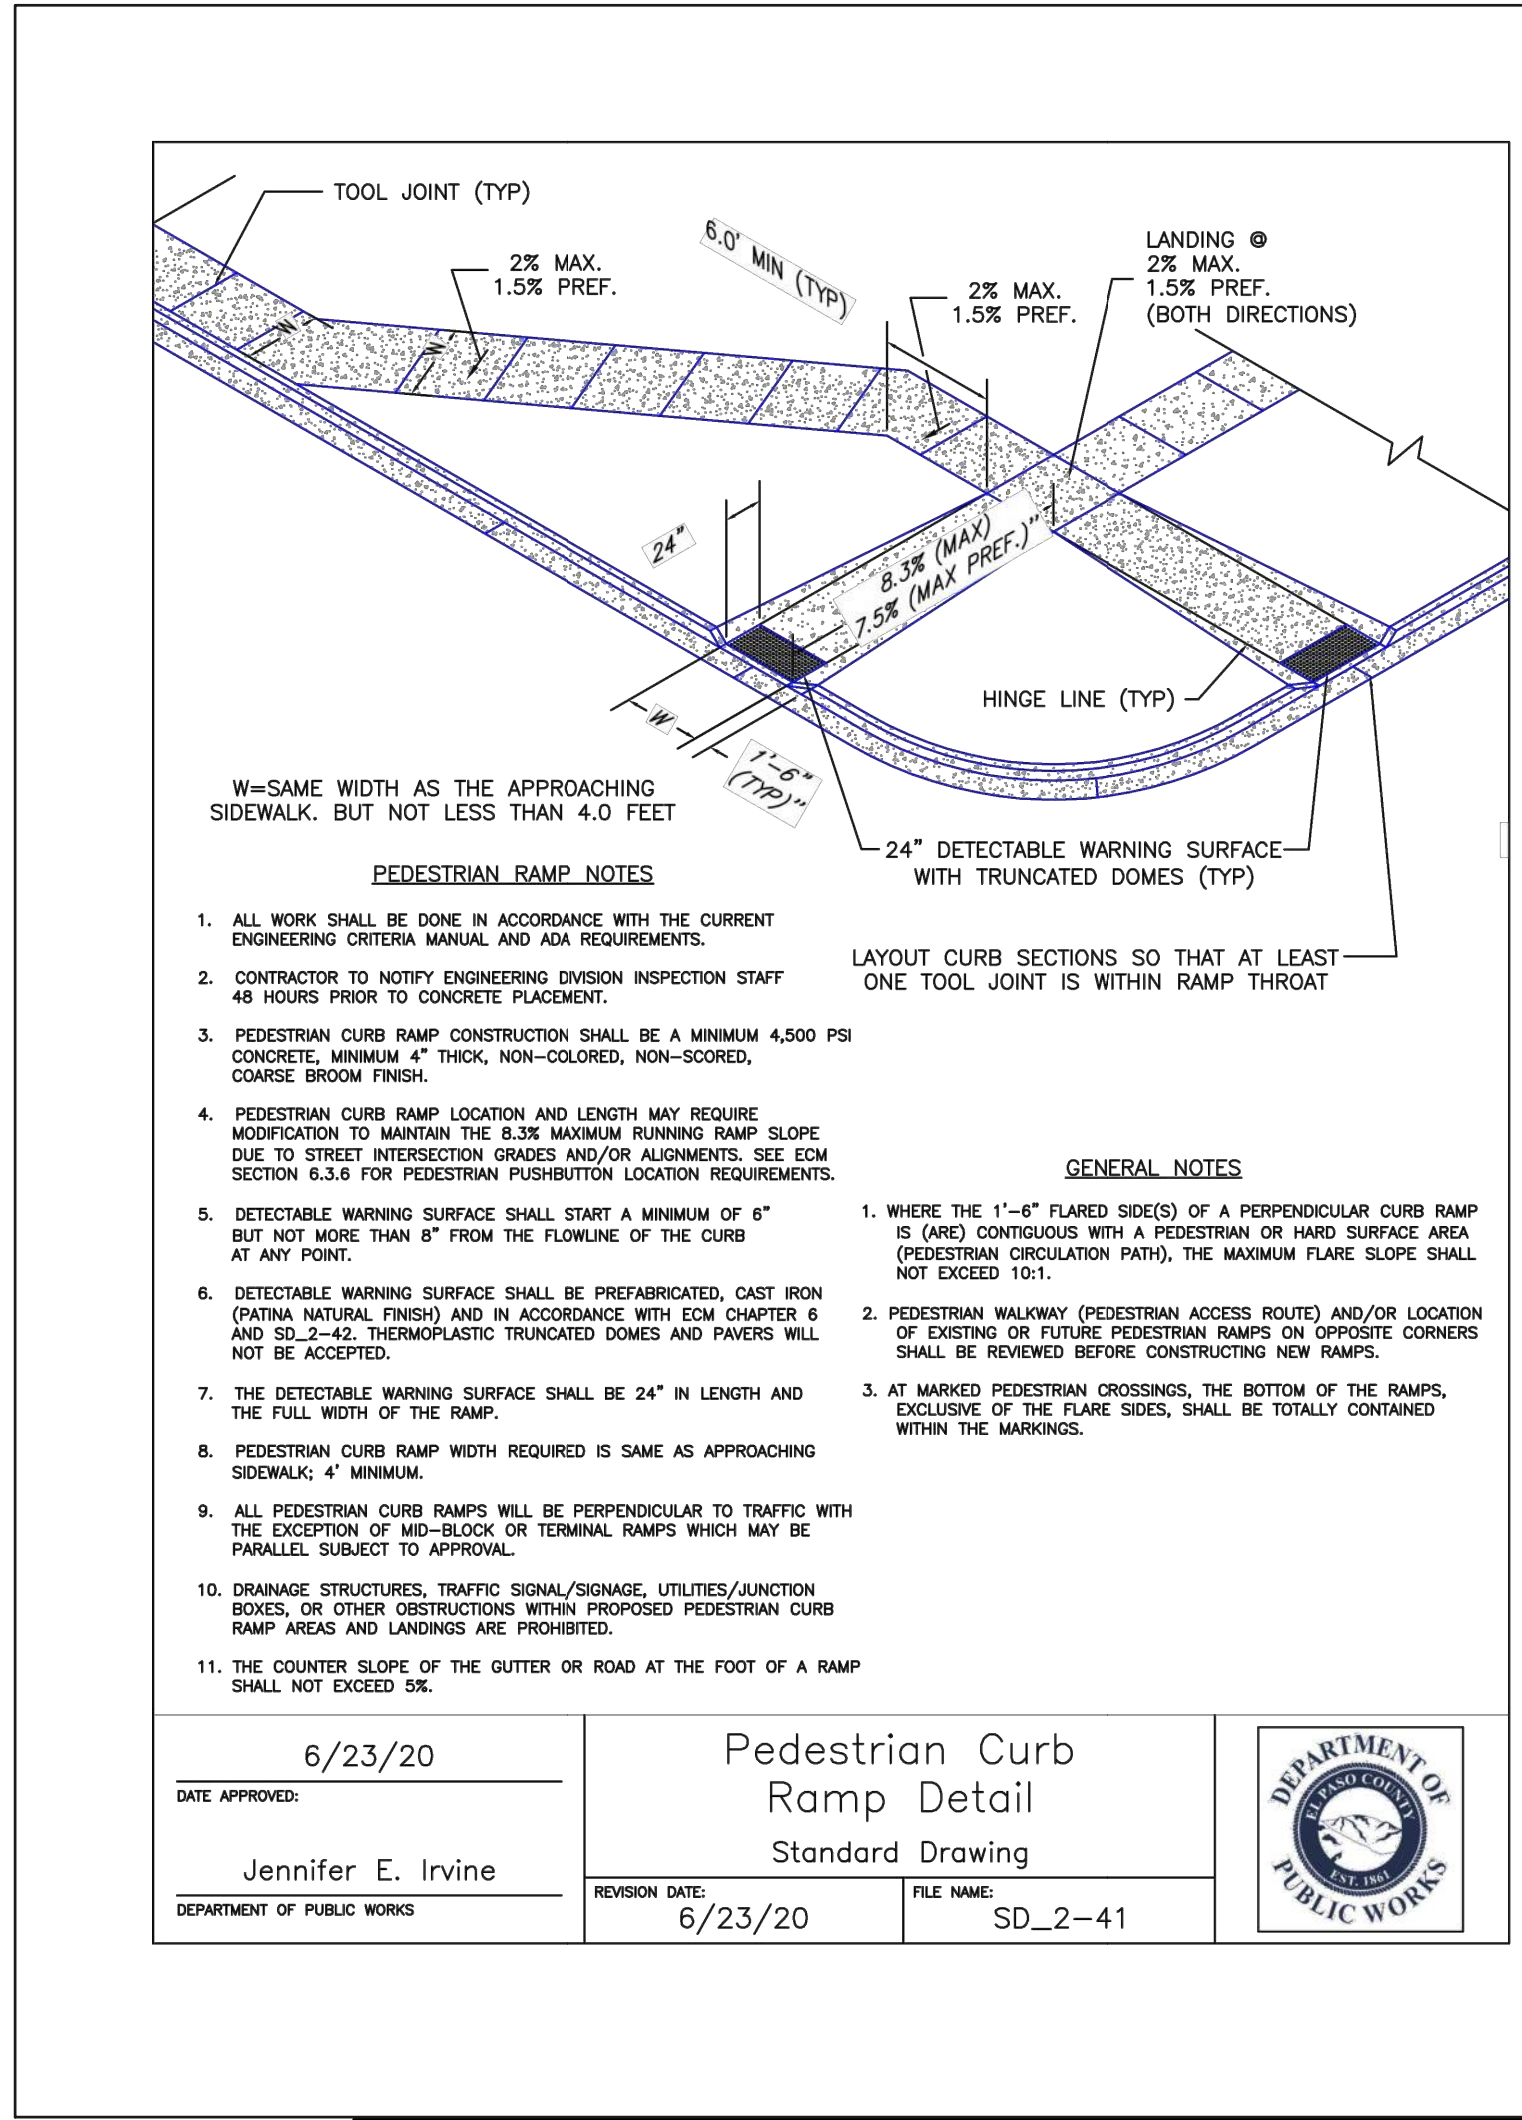 TOOL JOINT (TYP)
2% MAX.
1.5% PREF.
6.0' MIN (TYP)
2% MAX.
1.5% PREF.
LANDING @
2% MAX.
1.5% PREF.
(BOTH DIRECTIONS)
W
W
24"
8.3% (MAX)
7.5% (MAX PREF.)"
HINGE LINE (TYP)
W
1'-6"
(TYP)"
W=SAME WIDTH AS THE APPROACHING
SIDEWALK. BUT NOT LESS THAN 4.0 FEET
24" DETECTABLE WARNING SURFACE
WITH TRUNCATED DOMES (TYP)
LAYOUT CURB SECTIONS SO THAT AT LEAST
ONE TOOL JOINT IS WITHIN RAMP THROAT
PEDESTRIAN RAMP NOTES
1. ALL WORK SHALL BE DONE IN ACCORDANCE WITH THE CURRENT
ENGINEERING CRITERIA MANUAL AND ADA REQUIREMENTS.
2. CONTRACTOR TO NOTIFY ENGINEERING DIVISION INSPECTION STAFF
48 HOURS PRIOR TO CONCRETE PLACEMENT.
3. PEDESTRIAN CURB RAMP CONSTRUCTION SHALL BE A MINIMUM 4,500 PSI
CONCRETE, MINIMUM 4" THICK, NON-COLORED, NON-SCORED,
COARSE BROOM FINISH.
4. PEDESTRIAN CURB RAMP LOCATION AND LENGTH MAY REQUIRE
MODIFICATION TO MAINTAIN THE 8.3% MAXIMUM RUNNING RAMP SLOPE
DUE TO STREET INTERSECTION GRADES AND/OR ALIGNMENTS. SEE ECM
SECTION 6.3.6 FOR PEDESTRIAN PUSHBUTTON LOCATION REQUIREMENTS.
5. DETECTABLE WARNING SURFACE SHALL START A MINIMUM OF 6"
BUT NOT MORE THAN 8" FROM THE FLOWLINE OF THE CURB
AT ANY POINT.
6. DETECTABLE WARNING SURFACE SHALL BE PREFABRICATED, CAST IRON
(PATINA NATURAL FINISH) AND IN ACCORDANCE WITH ECM CHAPTER 6
AND SD_2-42. THERMOPLASTIC TRUNCATED DOMES AND PAVERS WILL
NOT BE ACCEPTED.
7. THE DETECTABLE WARNING SURFACE SHALL BE 24" IN LENGTH AND
THE FULL WIDTH OF THE RAMP.
8. PEDESTRIAN CURB RAMP WIDTH REQUIRED IS SAME AS APPROACHING
SIDEWALK; 4' MINIMUM.
9. ALL PEDESTRIAN CURB RAMPS WILL BE PERPENDICULAR TO TRAFFIC WITH
THE EXCEPTION OF MID-BLOCK OR TERMINAL RAMPS WHICH MAY BE
PARALLEL SUBJECT TO APPROVAL.
10. DRAINAGE STRUCTURES, TRAFFIC SIGNAL/SIGNAGE, UTILITIES/JUNCTION
BOXES, OR OTHER OBSTRUCTIONS WITHIN PROPOSED PEDESTRIAN CURB
RAMP AREAS AND LANDINGS ARE PROHIBITED.
11. THE COUNTER SLOPE OF THE GUTTER OR ROAD AT THE FOOT OF A RAMP
SHALL NOT EXCEED 5%.
GENERAL NOTES
1. WHERE THE 1'-6" FLARED SIDE(S) OF A PERPENDICULAR CURB RAMP
IS (ARE) CONTIGUOUS WITH A PEDESTRIAN OR HARD SURFACE AREA
(PEDESTRIAN CIRCULATION PATH), THE MAXIMUM FLARE SLOPE SHALL
NOT EXCEED 10:1.
2. PEDESTRIAN WALKWAY (PEDESTRIAN ACCESS ROUTE) AND/OR LOCATION
OF EXISTING OR FUTURE PEDESTRIAN RAMPS ON OPPOSITE CORNERS
SHALL BE REVIEWED BEFORE CONSTRUCTING NEW RAMPS.
3. AT MARKED PEDESTRIAN CROSSINGS, THE BOTTOM OF THE RAMPS,
EXCLUSIVE OF THE FLARE SIDES, SHALL BE TOTALLY CONTAINED
WITHIN THE MARKINGS.
6/23/20
DATE APPROVED:
Jennifer E. Irvine
DEPARTMENT OF PUBLIC WORKS
Pedestrian Curb
Ramp Detail
Standard Drawing
REVISION DATE:
6/23/20
FILE NAME:
SD_2-41
DEPARTMENT OF
EL PASO COUNTY
EST. 1861
PUBLIC WORKS